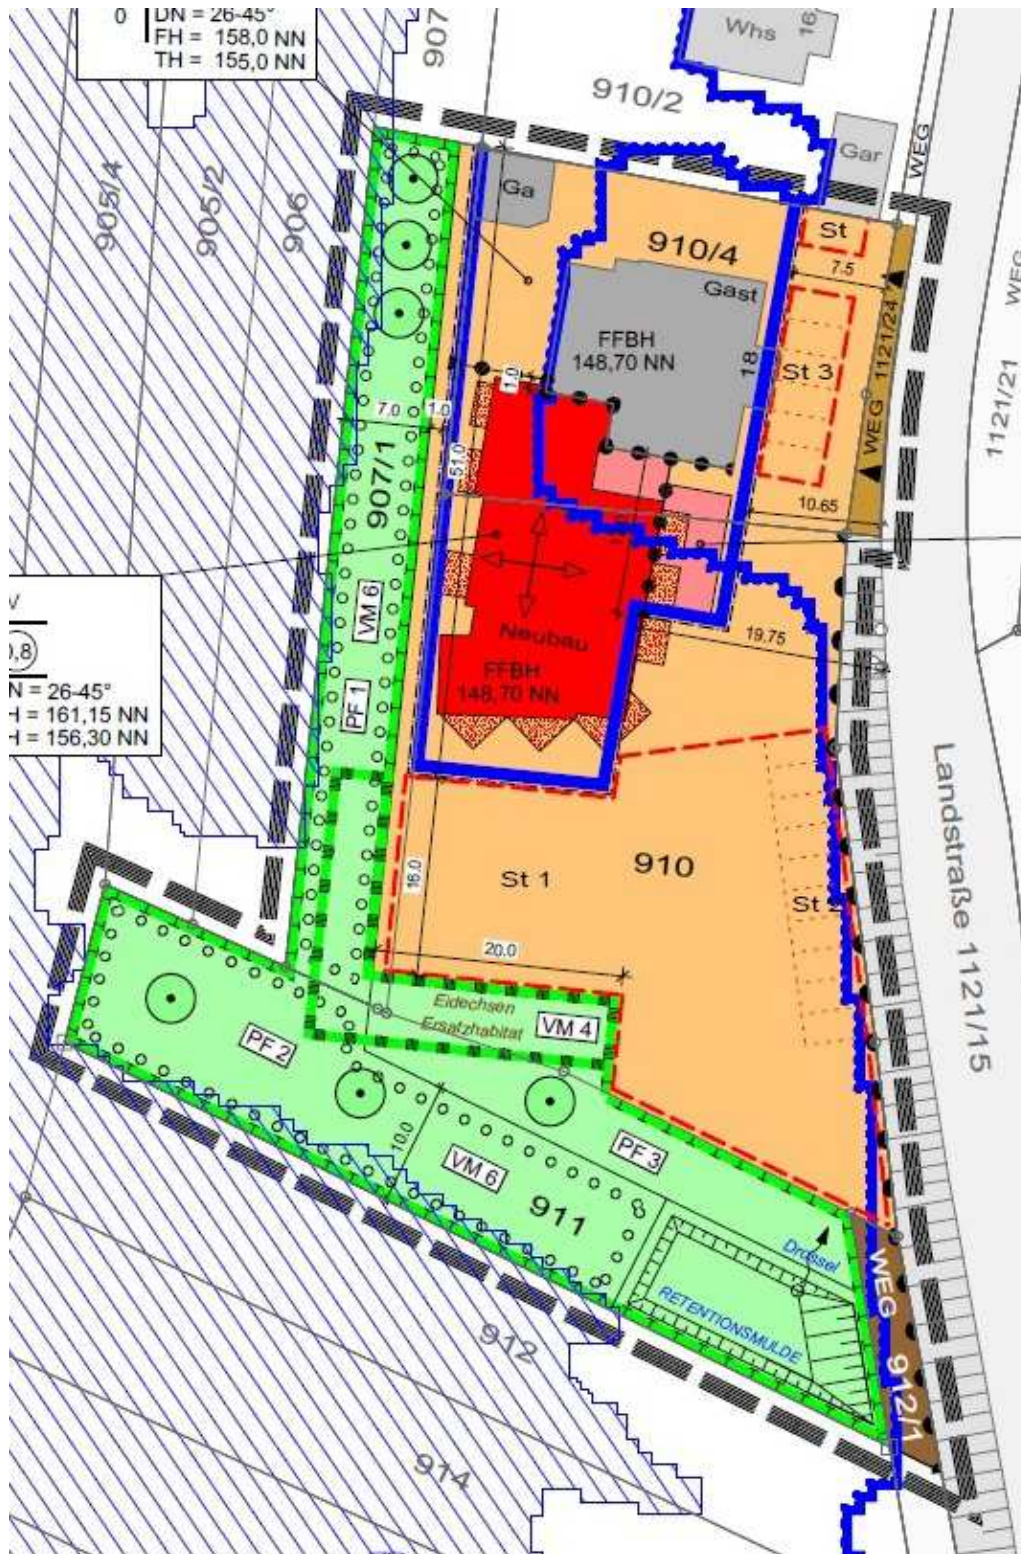 0
DN = 26-45°
FH = 158,0 NN
TH = 155,0 NN
907
Whs
16
910/2
Gar
WEG
905/4
905/2
906
Ga
910/4
St
7.5
Gast
FFBH
148,70 NN
18
St 3
WEG 1121/24
WEG
1121/21
1.0
7.0
1.0
51.0
907/1
10.65
VM 6
Neubau
19.75
FFBH
148,70 NN
PF 1
V
0,8
N = 26-45°
H = 161,15 NN
H = 156,30 NN
Landstraße 1121/15
16.0
St 1
910
St 2
20.0
Eidechsen
Ersatzhabitat
VM 4
PF 2
10.0
VM 6
PF 3
911
Drossel
RETENTIONSMULDE
WEG
912/1
912
914